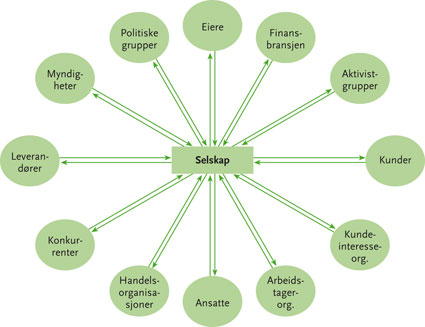 Eiere
Politiske
grupper
Finans-
bransjen
Myndig-
heter
Aktivist-
grupper
Leveran-
dører
Selskap
Kunder
Konkur-
renter
Kunde-
interesse-
org.
Handels-
organisa-
sjoner
Ansatte
Arbeids-
tager-
org.